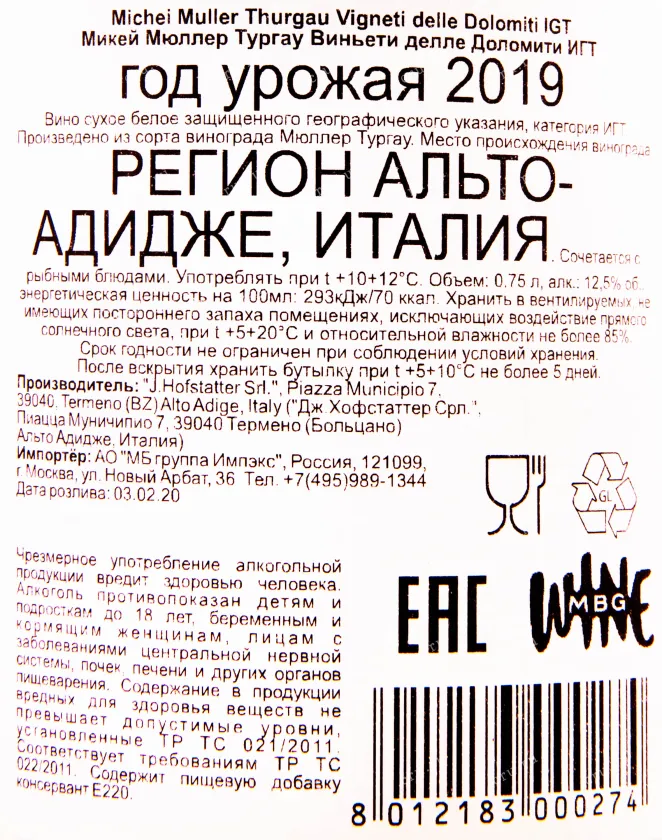 Michei Muller Thurgau Vigneti delle Dolomiti IGT
Микей Мюллер Тургау Виньети делле Доломити ИГТ
год урожая 2019
Вино сухое белое защищенного географического указания, категория ИГТ
Произведено из сорта винограда Мюллер Тургау. Место происхождения винограда
РЕГИОН АЛЬТО-
АДИДЖЕ, ИТАЛИЯ. Сочетается с
рыбными блюдами. Употреблять при t +10+12°C. Объем: 0.75 л, алк.: 12,5% об.
энергетическая ценность на 100мл: 293кДж/70 ккал. Хранить в вентилируемых, не
имеющих постороннего запаха помещениях, исключающих воздействие прямого
солнечного света, при t +5+20°C и относительной влажности не более 85%.
Срок годности не ограничен при соблюдении условий хранения.
После вскрытия хранить бутылку при t +5+10°C не более 5 дней.
Производитель: "J.Hofstatter Srl.", Piazza Municipio 7,
39040, Termeno (BZ) Alto Adige, Italy ("Дж Хофстаттер Срл.",
Пиацца Муничипио 7, 39040 Термено (Больцано)
Альто Адидже, Италия)
Импортёр: АО "МБ группа Импэкс", Россия, 121099,
г. Москва, ул. Новый Арбат, 36 Тел. +7(495)989-1344
Дата розлива: 03.02.20
GL
Чрезмерное употребление алкогольной
продукции вредит здоровью человека.
Алкоголь противопоказан детям и
подросткам до 18 лет, беременным и
кормящим женщинам, лицам с
заболеваниями центральной нервной
системы, почек, печени и других органов
пищеварения. Содержание в продукции
вредных для здоровья веществ не
превышает допустимые уровни,
установленные ТР ТС 021/2011.
Соответствует требованиям ТР ТС
022/2011. Содержит пищевую добавку
консервант Е220.
EAC
WINE
MBG
8 012183 000274